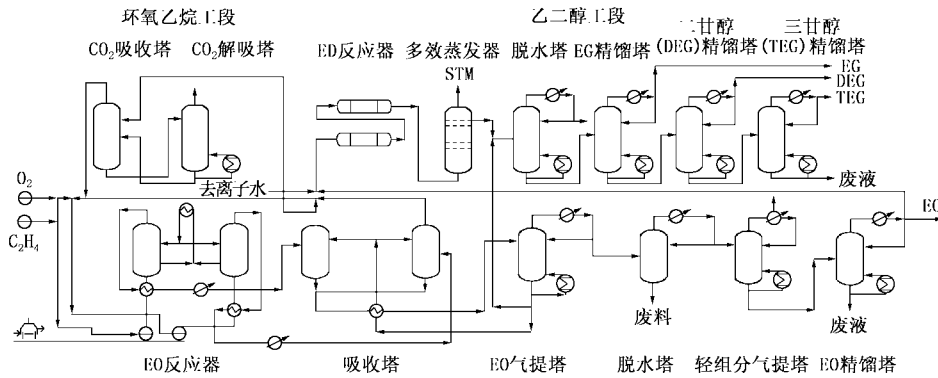 环氧乙烷工段
乙二醇工段
CO₂吸收塔 CO₂解吸塔 ED反应器 多效蒸发器 脱水塔 EG精馏塔 二苷醇(DEG)精馏塔 三苷醇(TEG)精馏塔
STM
EG
DEG
TEG
O₂
C₂H₄
去离子水
废液
EO
废料
废液
EO反应器 吸收塔 EO气提塔 脱水塔 轻组分气提塔 EO精馏塔